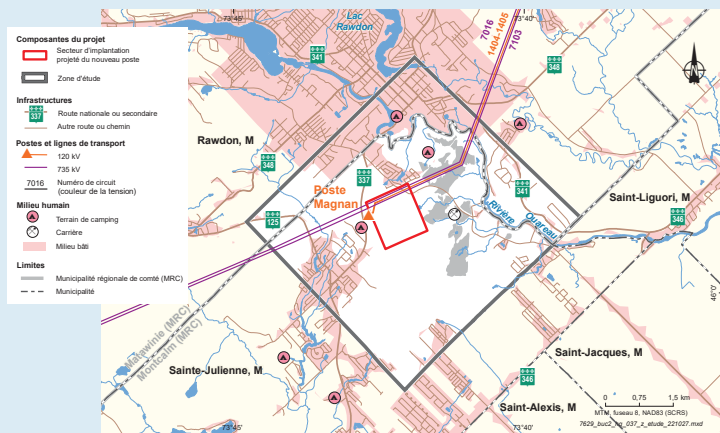 Composantes du projet
Secteur d'implantation
projeté du nouveau poste
Zone d'étude
Infrastructures
337
Route nationale ou secondaire
Autre route ou chemin
Postes et lignes de transport
120 kV
735 kV
7016
Numéro de circuit
(couleur de la tension)
Milieu humain
Terrain de camping
Carrière
Milieu bâti
Limites
Municipalité régionale de comté (MRC)
Municipalité
73°45'
73°40'
Lac
Rawdon
341
7016
1404-1405
7103
348
Rawdon, M
348
337
341
Poste
Magnan
125
Rivière Ouareau
Saint-Liguori, M
346
46°0'
Matawinie (MRC)
Montcalm (MRC)
Sainte-Julienne, M
Saint-Jacques, M
346
Saint-Alexis, M
0 0,75 1,5 km
MTM, fuseau 8, NAD83 (SCRS)
7629_buc2_hq_037_z_etude_221027.mxd
73°45'
73°40'